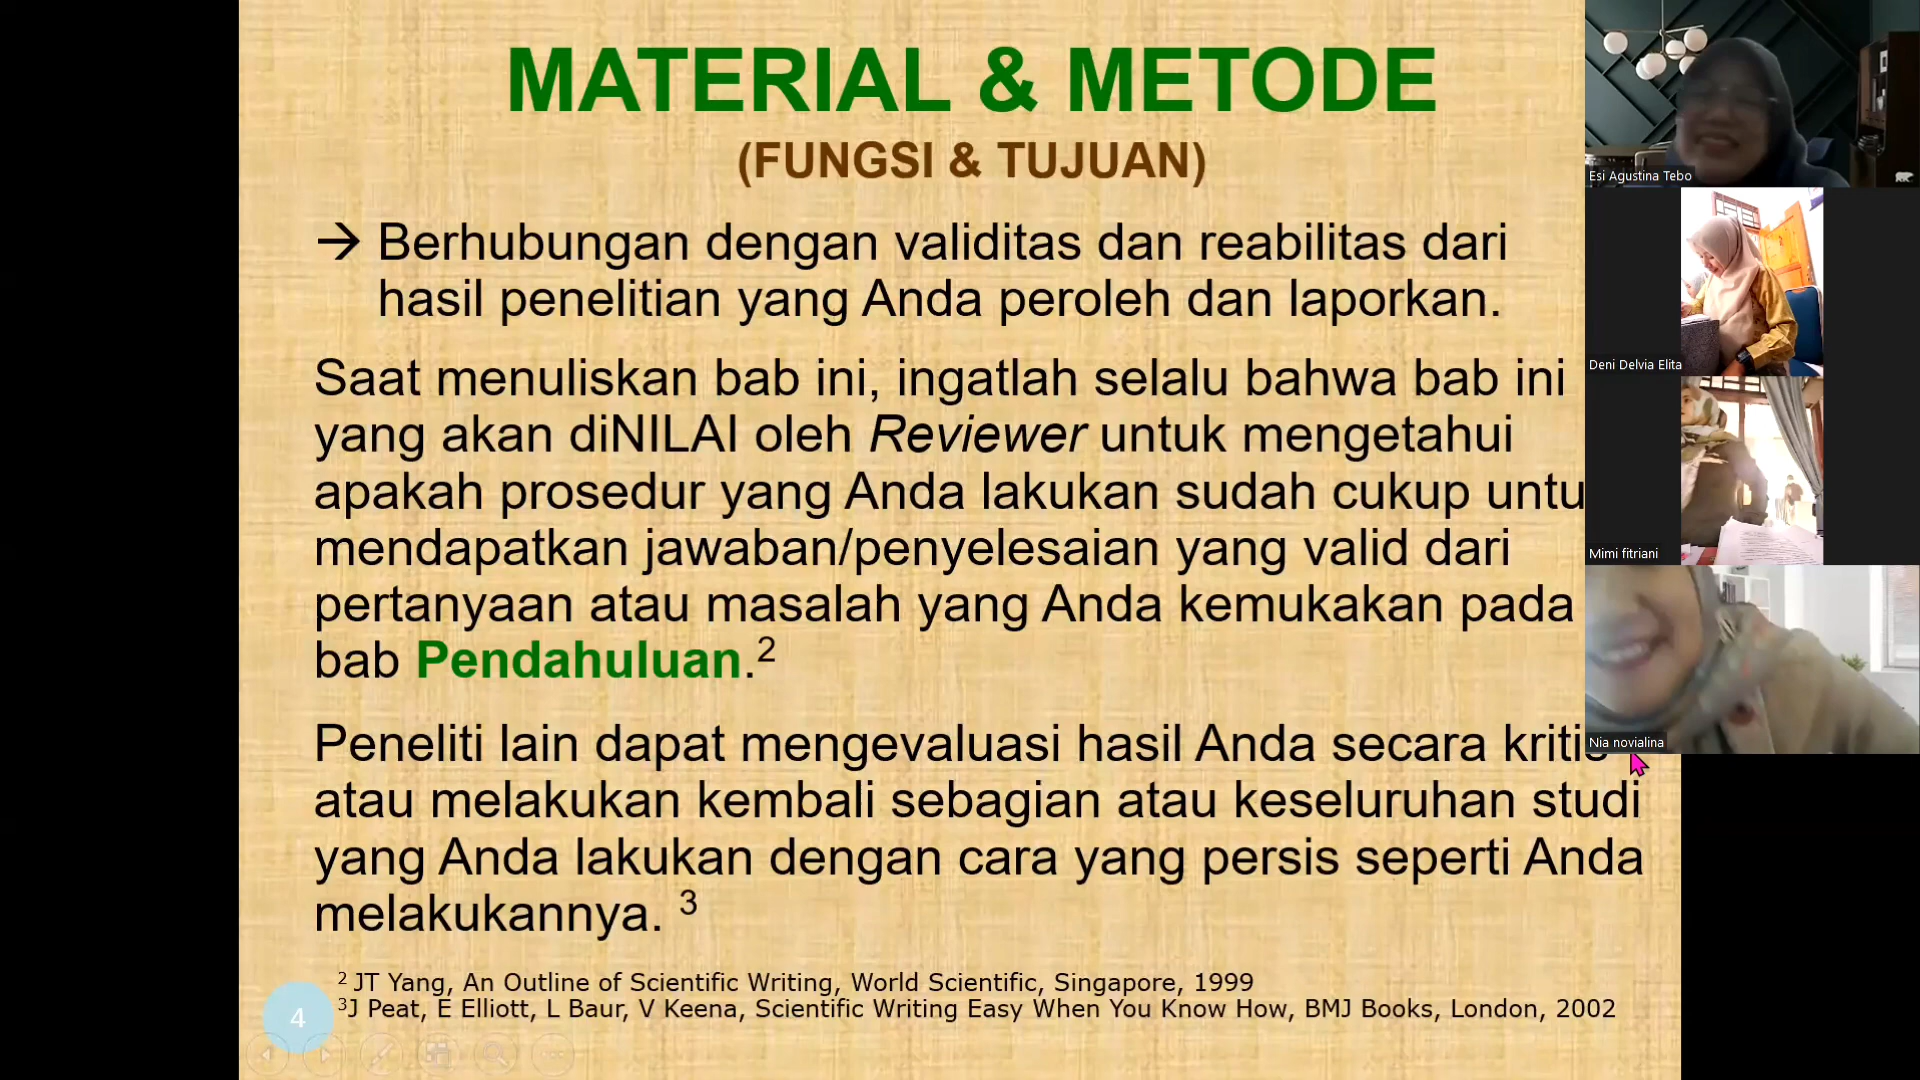 MATERIAL & METODE
(FUNGSI & TUJUAN)
→ Berhubungan dengan validitas dan reabilitas dari
hasil penelitian yang Anda peroleh dan laporkan.
Saat menuliskan bab ini, ingatlah selalu bahwa bab ini
yang akan diNILAI oleh Reviewer untuk mengetahui
apakah prosedur yang Anda lakukan sudah cukup untu
mendapatkan jawaban/penyelesaian yang valid dari
pertanyaan atau masalah yang Anda kemukakan pada
bab Pendahuluan.²
Peneliti lain dapat mengevaluasi hasil Anda secara kritis
atau melakukan kembali sebagian atau keseluruhan studi
yang Anda lakukan dengan cara yang persis seperti Anda
melakukannya. ³
² JT Yang, An Outline of Scientific Writing, World Scientific, Singapore, 1999
³J Peat, E Elliott, L Baur, V Keena, Scientific Writing Easy When You Know How, BMJ Books, London, 2002
4
Esi Agustina Tebo
Deni Delvia Elita
Mimi fitriani
Nia novialina